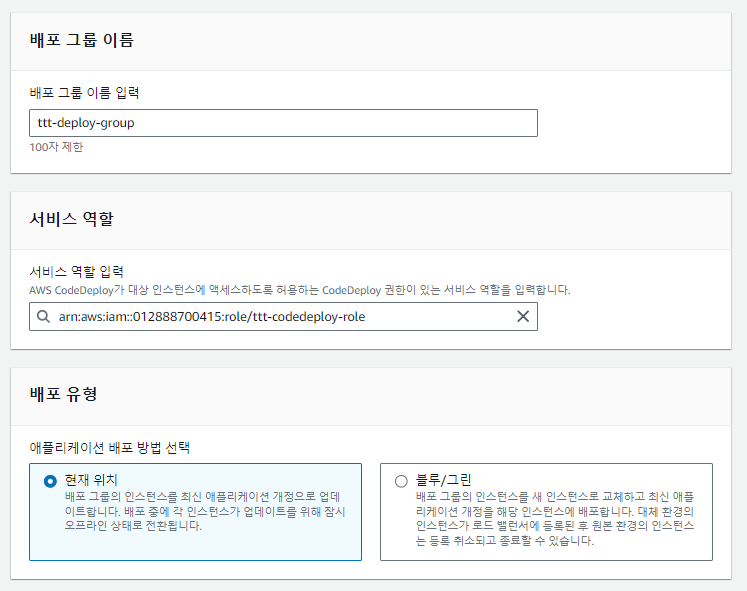 배포 그룹 이름
배포 그룹 이름 입력
ttt-deploy-group
100자 제한
서비스 역할
서비스 역할 입력
AWS CodeDeploy가 대상 인스턴스에 액세스하도록 허용하는 CodeDeploy 권한이 있는 서비스 역할을 입력합니다.
arn:aws:iam::012888700415:role/ttt-codedeploy-role
배포 유형
애플리케이션 배포 방법 선택
현재 위치
배포 그룹의 인스턴스를 최신 애플리케이션 개정으로 업데
이트합니다. 배포 중에 각 인스턴스가 업데이트를 위해 잠시
오프라인 상태로 전환됩니다.
블루/그린
배포 그룹의 인스턴스를 새 인스턴스로 교체하고 최신 애플
리케이션 개정을 해당 인스턴스에 배포합니다. 대체 환경의
인스턴스가 로드 밸런서에 등록된 후 원본 환경의 인스턴스
는 등록 취소되고 종료할 수 있습니다.